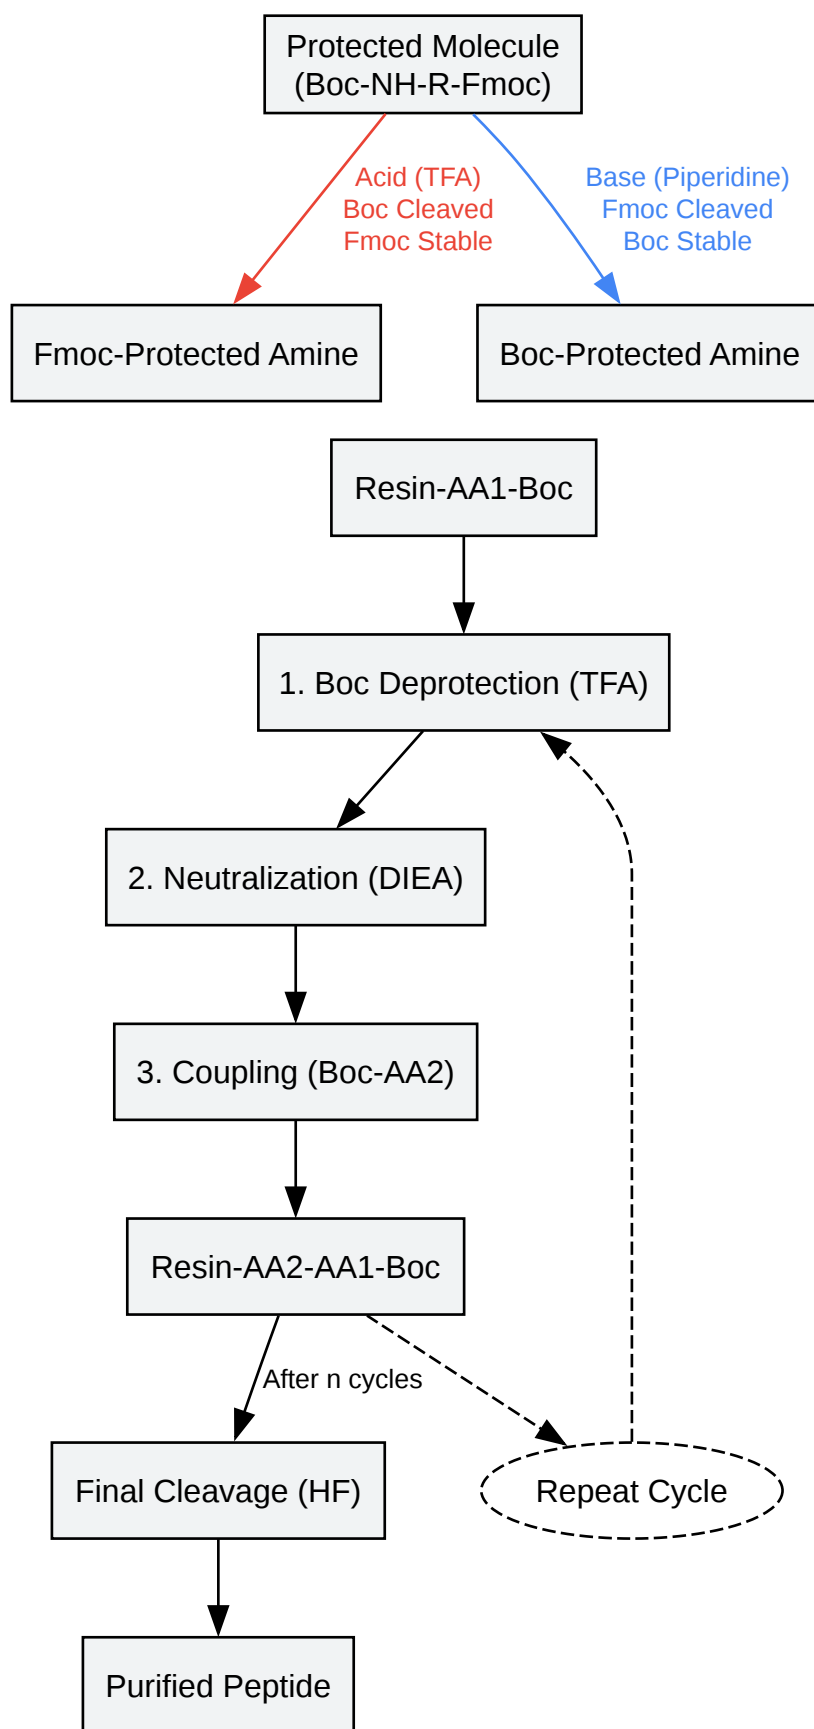 Protected Molecule
(Boc-NH-R-Fmoc)
Acid (TFA)
Boc Cleaved
Fmoc Stable
Base (Piperidine)
Fmoc Cleaved
Boc Stable
Fmoc-Protected Amine
Boc-Protected Amine
Resin-AA1-Boc
1. Boc Deprotection (TFA)
2. Neutralization (DIEA)
3. Coupling (Boc-AA2)
Resin-AA2-AA1-Boc
After n cycles
Final Cleavage (HF)
Repeat Cycle
Purified Peptide